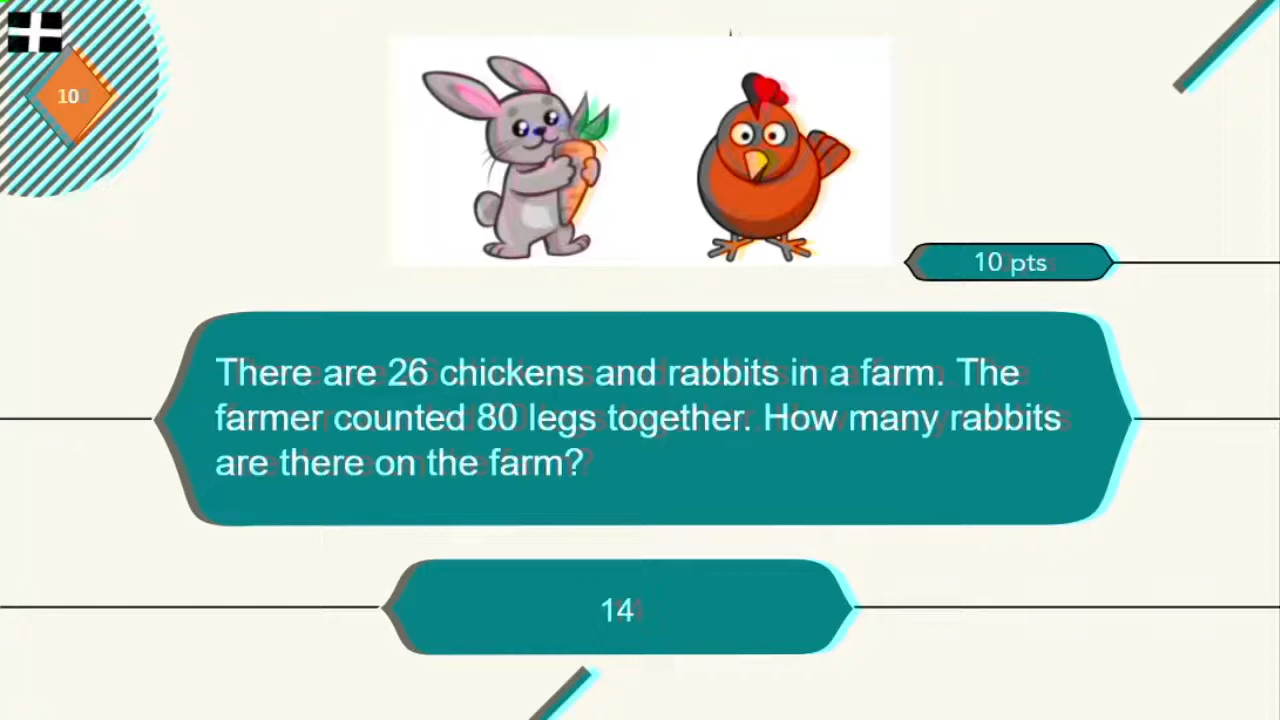 10
10 pts
There are 26 chickens and rabbits in a farm. The
farmer counted 80 legs together. How many rabbits
are there on the farm?
14